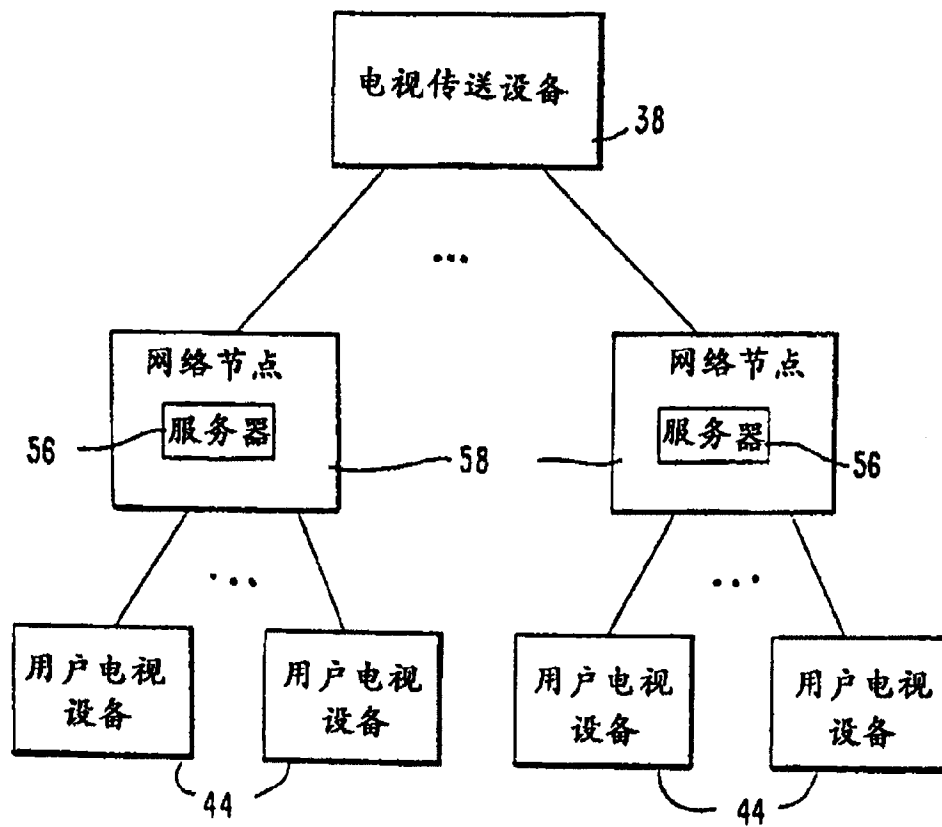 电视传送设备
38
...
网络节点
网络节点
服务器
服务器
56
58
56
...
...
用户电视
设备
用户电视
设备
用户电视
设备
用户电视
设备
44
44